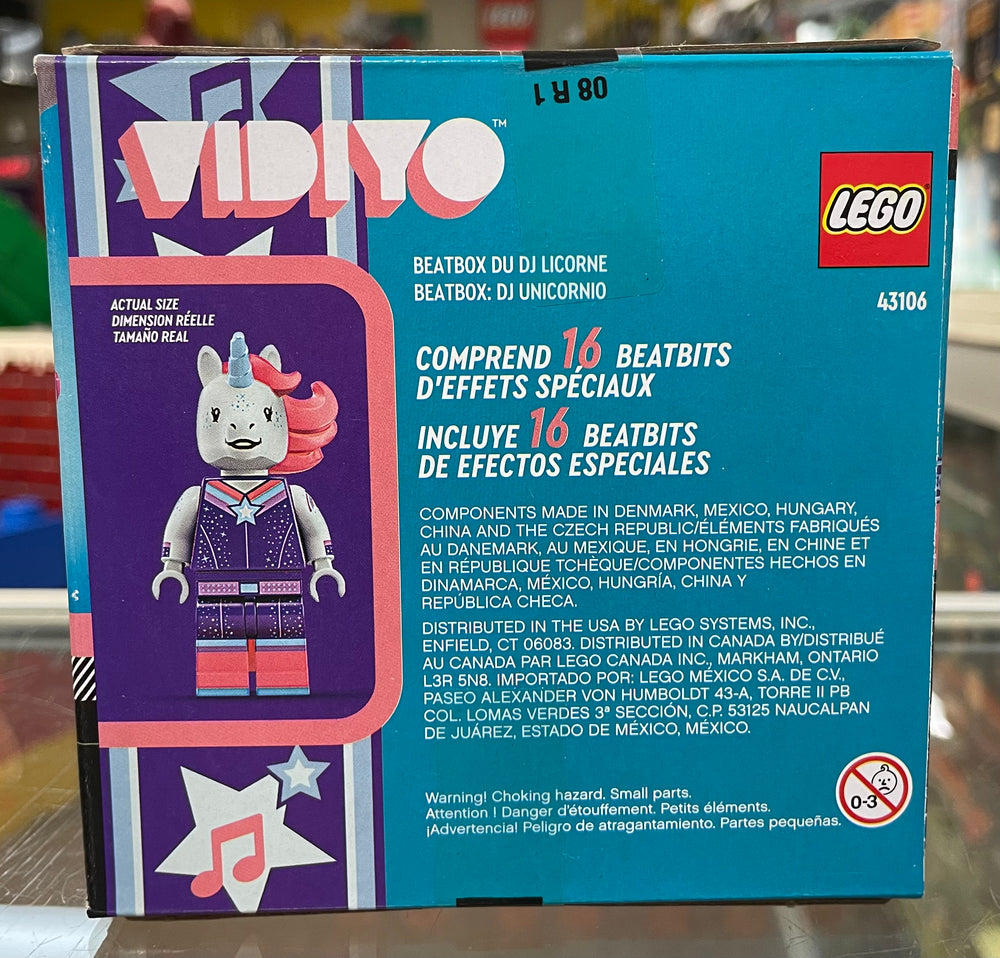 08 R 1
VIDIYO™
LEGO®
43106
BEATBOX DU DJ LICORNE
BEATBOX: DJ UNICORNIO
ACTUAL SIZE
DIMENSION RÉELLE
TAMAÑO REAL
COMPREND 16 BEATBITS
D'EFFETS SPÉCIAUX
INCLUYE 16 BEATBITS
DE EFECTOS ESPECIALES
COMPONENTS MADE IN DENMARK, MEXICO, HUNGARY,
CHINA AND THE CZECH REPUBLIC/ÉLÉMENTS FABRIQUÉS
AU DANEMARK, AU MEXIQUE, EN HONGRIE, EN CHINE ET
EN RÉPUBLIQUE TCHÈQUE/COMPONENTES HECHOS EN
DINAMARCA, MÉXICO, HUNGRÍA, CHINA Y
REPÚBLICA CHECA.
DISTRIBUTED IN THE USA BY LEGO SYSTEMS, INC.,
ENFIELD, CT 06083. DISTRIBUTED IN CANADA BY/DISTRIBUÉ
AU CANADA PAR LEGO CANADA INC., MARKHAM, ONTARIO
L3R 5N8. IMPORTADO POR: LEGO MÉXICO S.A. DE C.V.,
PASEO ALEXANDER VON HUMBOLDT 43-A, TORRE II PB
COL. LOMAS VERDES 3ª SECCIÓN, C.P. 53125 NAUCALPAN
DE JUÁREZ, ESTADO DE MÉXICO, MÉXICO.
Warning! Choking hazard. Small parts.
Attention ! Danger d'étouffement. Petits éléments.
¡Advertencia! Peligro de atragantamiento. Partes pequeñas.
0-3
LEGO